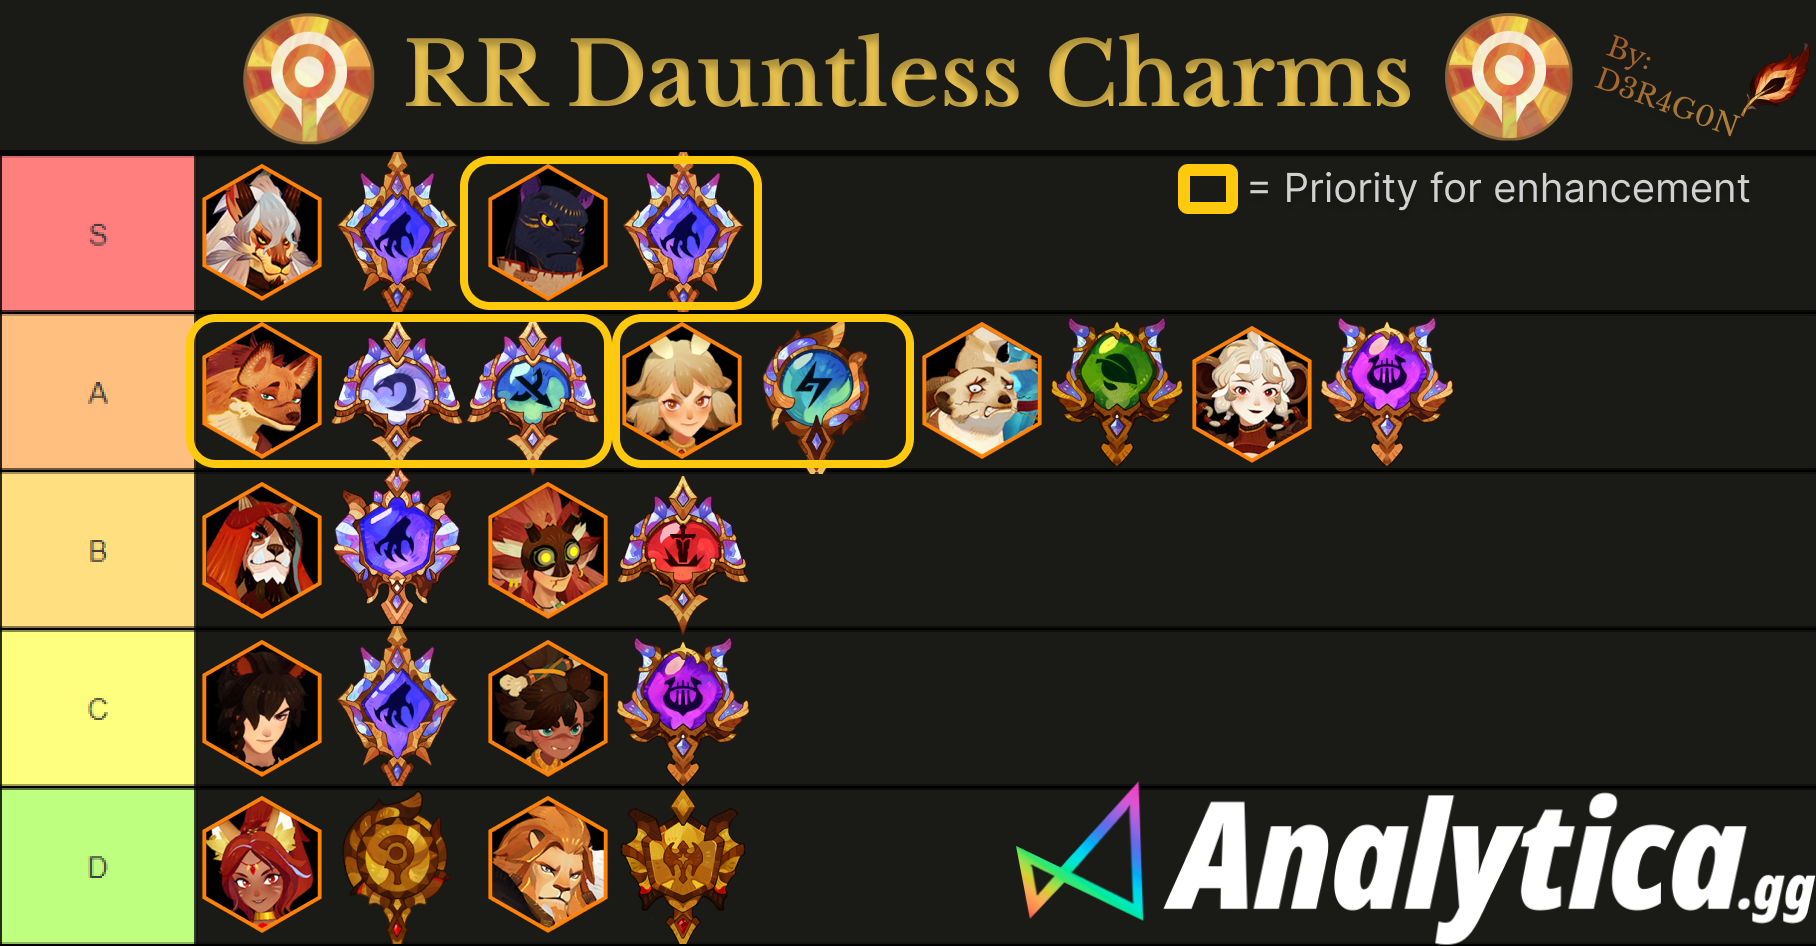 RR Dauntless Charms
By:
D3R4G0N
S
= Priority for enhancement
A
B
C
D
Analytica.gg